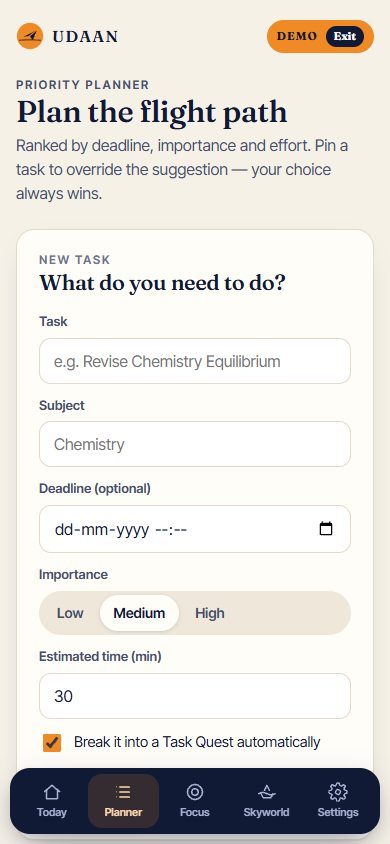 UDAAN
DEMO Exit
PRIORITY PLANNER
Plan the flight path
Ranked by deadline, importance and effort. Pin a
task to override the suggestion — your choice
always wins.
NEW TASK
What do you need to do?
Task
e.g. Revise Chemistry Equilibrium
Subject
Chemistry
Deadline (optional)
dd-mm-yyyy --:--
Importance
Low Medium High
Estimated time (min)
30
Break it into a Task Quest automatically
Today Planner Focus Skyworld Settings